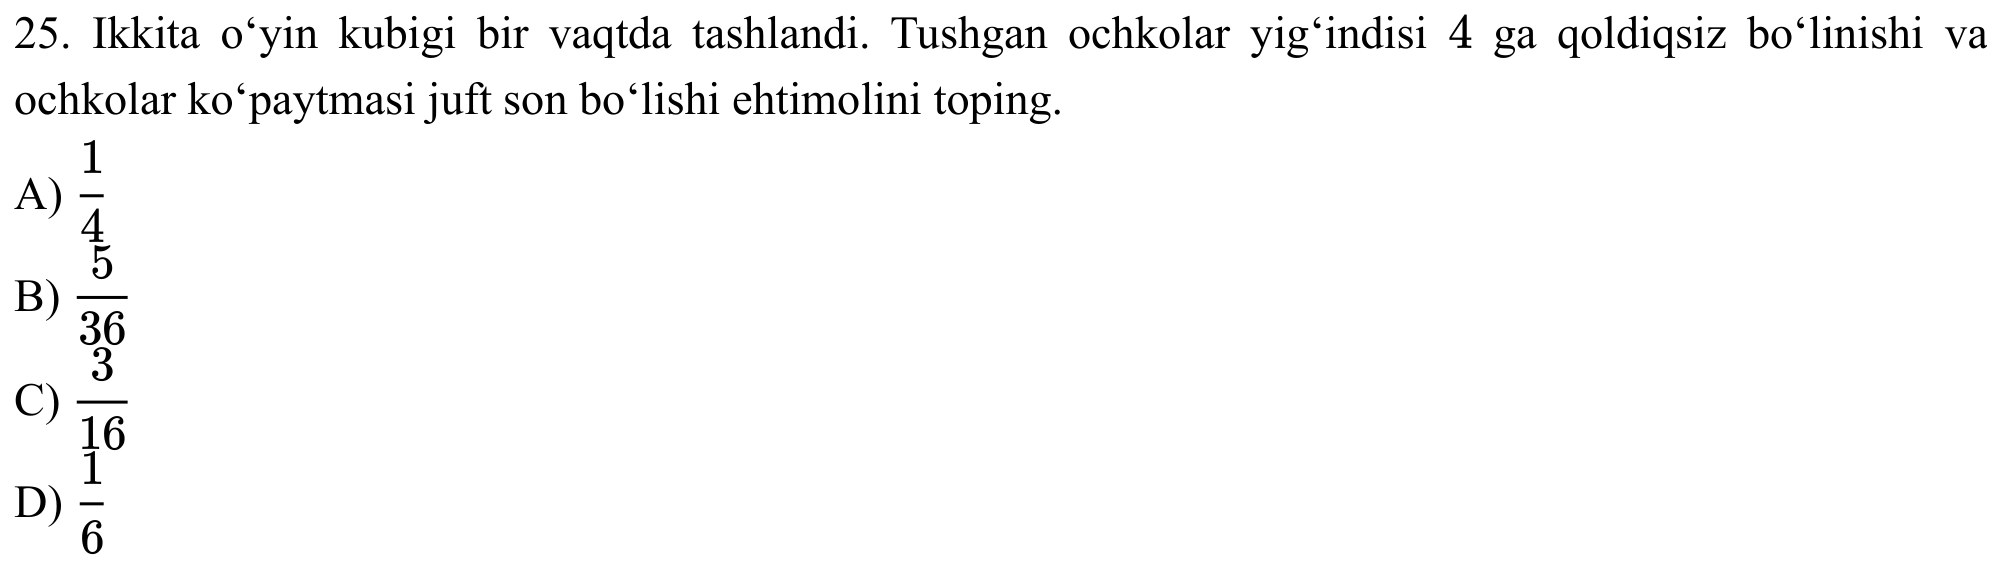 25. Ikkita o‘yin kubigi bir vaqtda tashlandi. Tushgan ochkolar yig‘indisi 4 ga qoldiqsiz bo‘linishi va
ochkolar ko‘paytmasi juft son bo‘lishi ehtimolini toping.
A) 1/4
B) 5/36
C) 3/16
D) 1/6